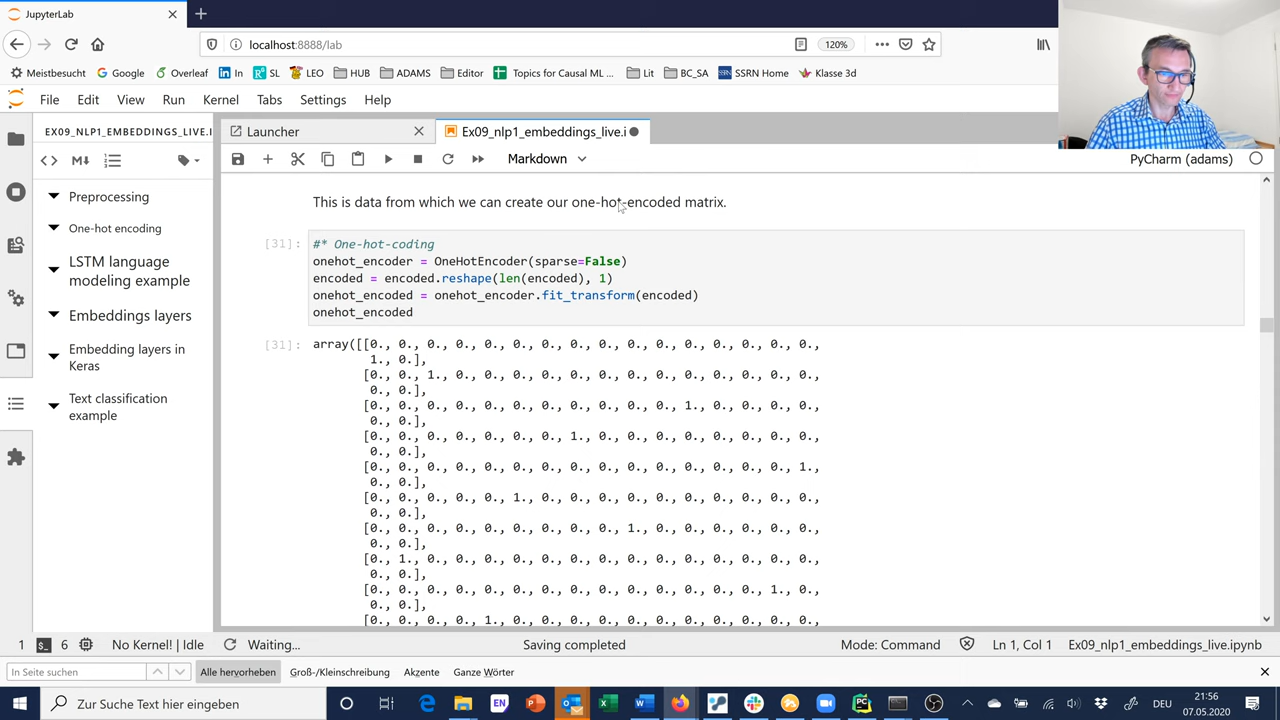 JupyterLab
localhost:8888/lab
120%
Meistbesucht Google Overleaf In SL LEO HUB ADAMS Editor Topics for Causal ML ... Lit BC_SA SSRN Home Klasse 3d
File Edit View Run Kernel Tabs Settings Help
EX09_NLP1_EMBEDDINGS_LIVE.I
Launcher
Ex09_nlp1_embeddings_live.i
Markdown
PyCharm (adams)
Preprocessing
One-hot encoding
LSTM language
modeling example
Embeddings layers
Embedding layers in
Keras
Text classification
example
This is data from which we can create our one-hot-encoded matrix.
[31]: #* One-hot-coding
onehot_encoder = OneHotEncoder(sparse=False)
encoded = encoded.reshape(len(encoded), 1)
onehot_encoded = onehot_encoder.fit_transform(encoded)
onehot_encoded
[31]: array([[0., 0., 0., 0., 0., 0., 0., 0., 0., 0., 0., 0., 0., 0., 0., 0.,
1., 0.],
[0., 0., 1., 0., 0., 0., 0., 0., 0., 0., 0., 0., 0., 0., 0., 0.,
0., 0.],
[0., 0., 0., 0., 0., 0., 0., 0., 0., 0., 0., 1., 0., 0., 0., 0.,
0., 0.],
[0., 0., 0., 0., 0., 0., 0., 1., 0., 0., 0., 0., 0., 0., 0., 0.,
0., 0.],
[0., 0., 0., 0., 0., 0., 0., 0., 0., 0., 0., 0., 0., 0., 0., 1.,
0., 0.],
[0., 0., 0., 0., 0., 1., 0., 0., 0., 0., 0., 0., 0., 0., 0., 0.,
0., 0.],
[0., 0., 0., 0., 0., 0., 0., 0., 0., 1., 0., 0., 0., 0., 0., 0.,
0., 0.],
[0., 1., 0., 0., 0., 0., 0., 0., 0., 0., 0., 0., 0., 0., 0., 0.,
0., 0.],
[0., 0., 0., 0., 0., 0., 0., 0., 0., 0., 0., 0., 0., 0., 1., 0.,
0., 0.],
[0., 0., 0., 0., 1., 0., 0., 0., 0., 0., 0., 0., 0., 0., 0., 0.,
1 6 No Kernel! | Idle Waiting... Saving completed Mode: Command Ln 1, Col 1 Ex09_nlp1_embeddings_live.ipynb
In Seite suchen Alle hervorheben Groß-/Kleinschreibung Akzente Ganze Wörter
Zur Suche Text hier eingeben
EN
DEU
21:56
07.05.2020